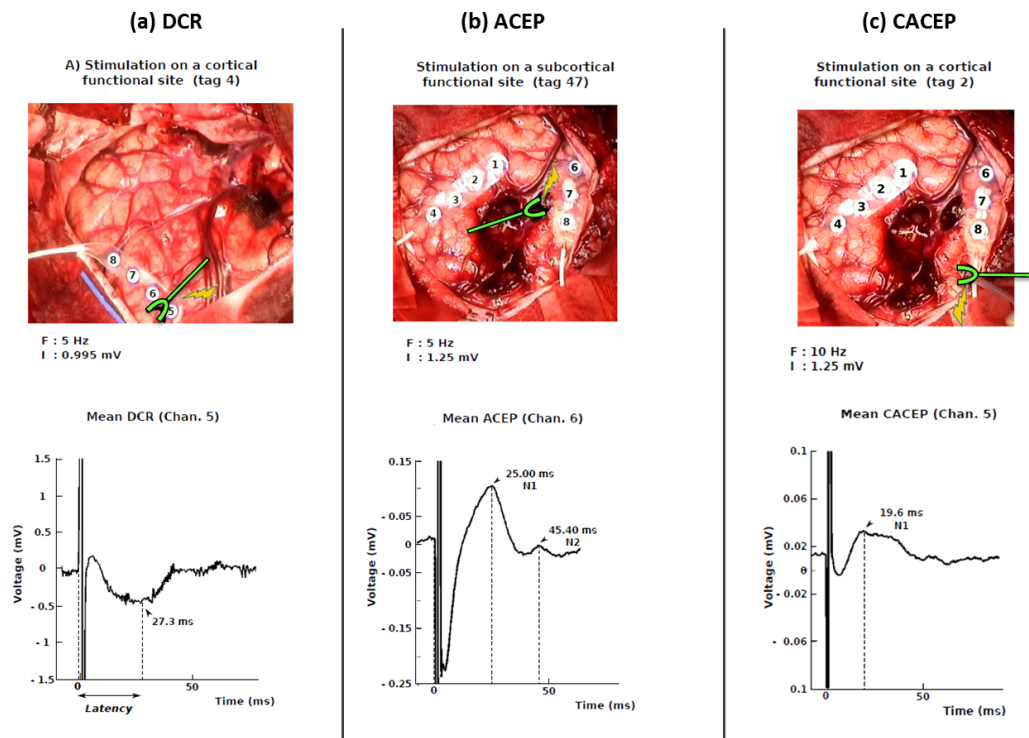 (a) DCR
A) Stimulation on a cortical
functional site (tag 4)
8
7
6
5
F : 5 Hz
I : 0.995 mV
Mean DCR (Chan. 5)
Voltage (mV)
1.5
1
0.5
0
- 0.5
- 1
- 1.5
27.3 ms
0
50
Time (ms)
Latency
(b) ACEP
Stimulation on a subcortical
functional site (tag 47)
1
2
3
4
6
7
8
5
F : 5 Hz
I : 1.25 mV
Mean ACEP (Chan. 6)
Voltage (mV)
0.15
- 0.05
0
-0.05
- 0.15
-0.25
25.00 ms
N1
45.40 ms
N2
0
50
Time (ms)
(c) CACEP
Stimulation on a cortical
functional site (tag 2)
1
2
3
4
6
7
8
5
F : 10 Hz
I : 1.25 mV
Mean CACEP (Chan. 5)
Voltage (mV)
0.1
0.06
0.02
0
- 0.02
- 0.06
0.1
19.6 ms
N1
0
50
Time (ms)